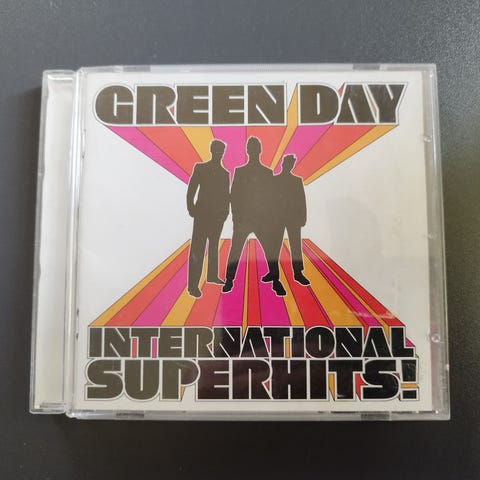 GREEN DAY
INTERNATIONAL
SUPERHITS!